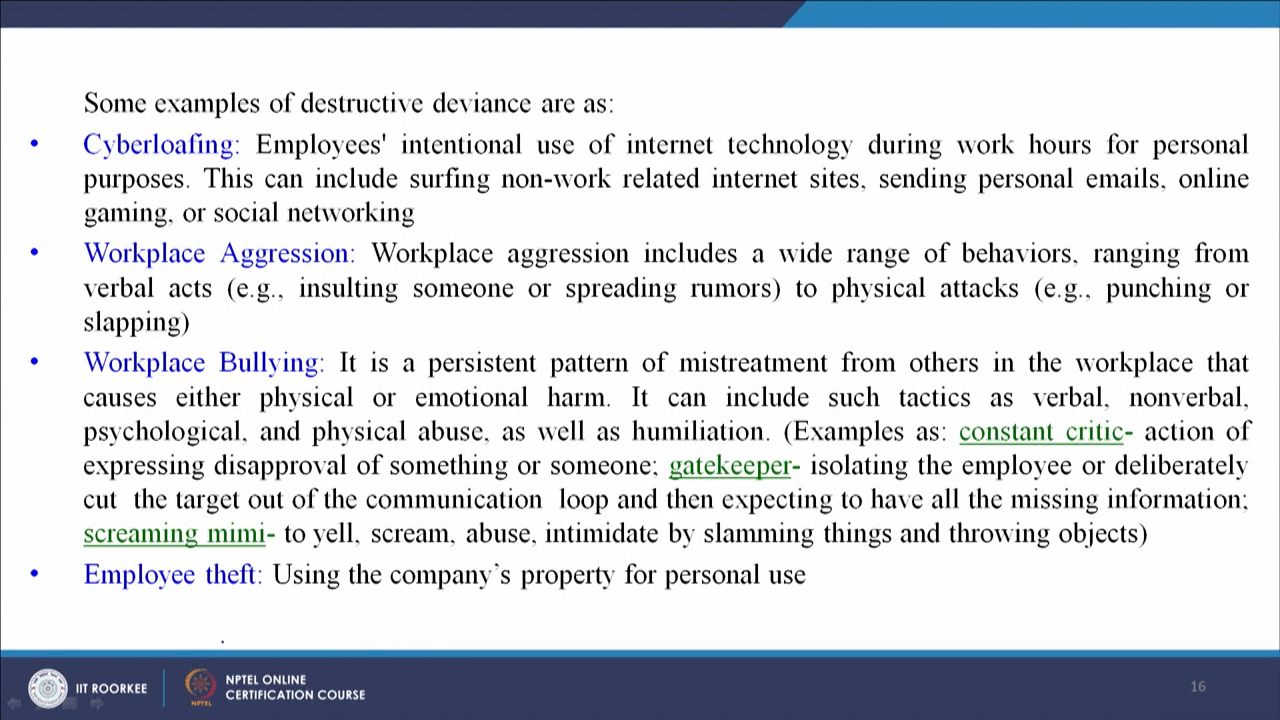 Some examples of destructive deviance are as:
• Cyberloafing: Employees' intentional use of internet technology during work hours for personal
purposes. This can include surfing non-work related internet sites, sending personal emails, online
gaming, or social networking
• Workplace Aggression: Workplace aggression includes a wide range of behaviors, ranging from
verbal acts (e.g., insulting someone or spreading rumors) to physical attacks (e.g., punching or
slapping)
• Workplace Bullying: It is a persistent pattern of mistreatment from others in the workplace that
causes either physical or emotional harm. It can include such tactics as verbal, nonverbal,
psychological, and physical abuse, as well as humiliation. (Examples as: constant critic- action of
expressing disapproval of something or someone; gatekeeper- isolating the employee or deliberately
cut the target out of the communication loop and then expecting to have all the missing information;
screaming mimi- to yell, scream, abuse, intimidate by slamming things and throwing objects)
• Employee theft: Using the company’s property for personal use
.
IIT ROORKEE
NPTEL
NPTEL ONLINE
CERTIFICATION COURSE
16